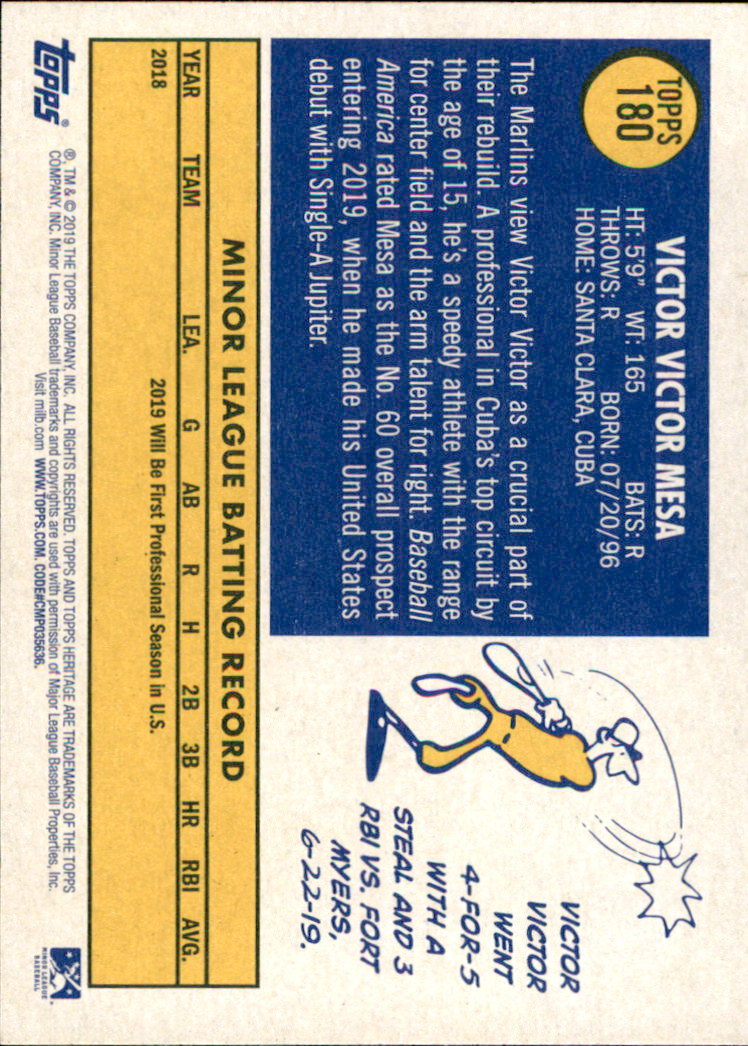 TOPPS
180
VICTOR VICTOR MESA
HT: 5'9" WT: 165 BATS: R
THROWS: R BORN: 07/20/96
HOME: SANTA CLARA, CUBA
The Marlins view Victor Victor as a crucial part of
their rebuild. A professional in Cuba's top circuit by
the age of 15, he's a speedy athlete with the range
for center field and the arm talent for right. Baseball
America rated Mesa as the No. 60 overall prospect
entering 2019, when he made his United States
debut with Single-A Jupiter.
VICTOR
VICTOR
WENT
4-FOR-5
WITH A
STEAL AND 3
RBI VS. FORT
MYERS,
6-22-19.
MINOR LEAGUE BATTING RECORD
YEAR TEAM LEA. G AB R H 2B 3B HR RBI AVG.
2018 2019 Will Be First Professional Season in U.S.
topps®
®, TM & © 2019 THE TOPPS COMPANY, INC. ALL RIGHTS RESERVED. TOPPS AND TOPPS HERITAGE ARE TRADEMARKS OF THE TOPPS
COMPANY, INC. Minor League Baseball trademarks and copyrights are used with permission of Major League Baseball Properties, Inc.
Visit milb.com WWW.TOPPS.COM. CODE#CMP035636.
MINOR LEAGUE
BASEBALL